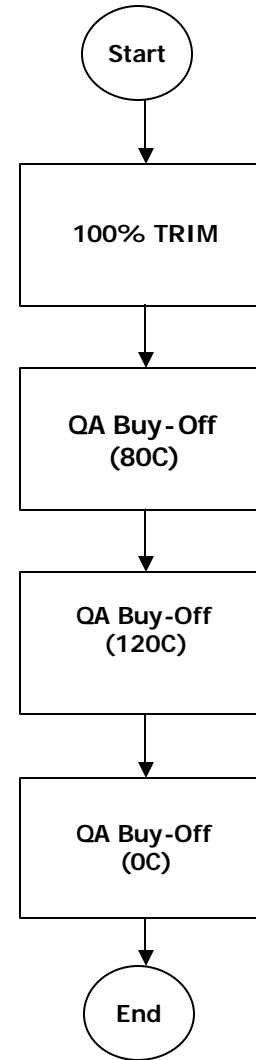 Start
100% TRIM
QA Buy-Off
(80C)
QA Buy-Off
(120C)
QA Buy-Off
(0C)
End